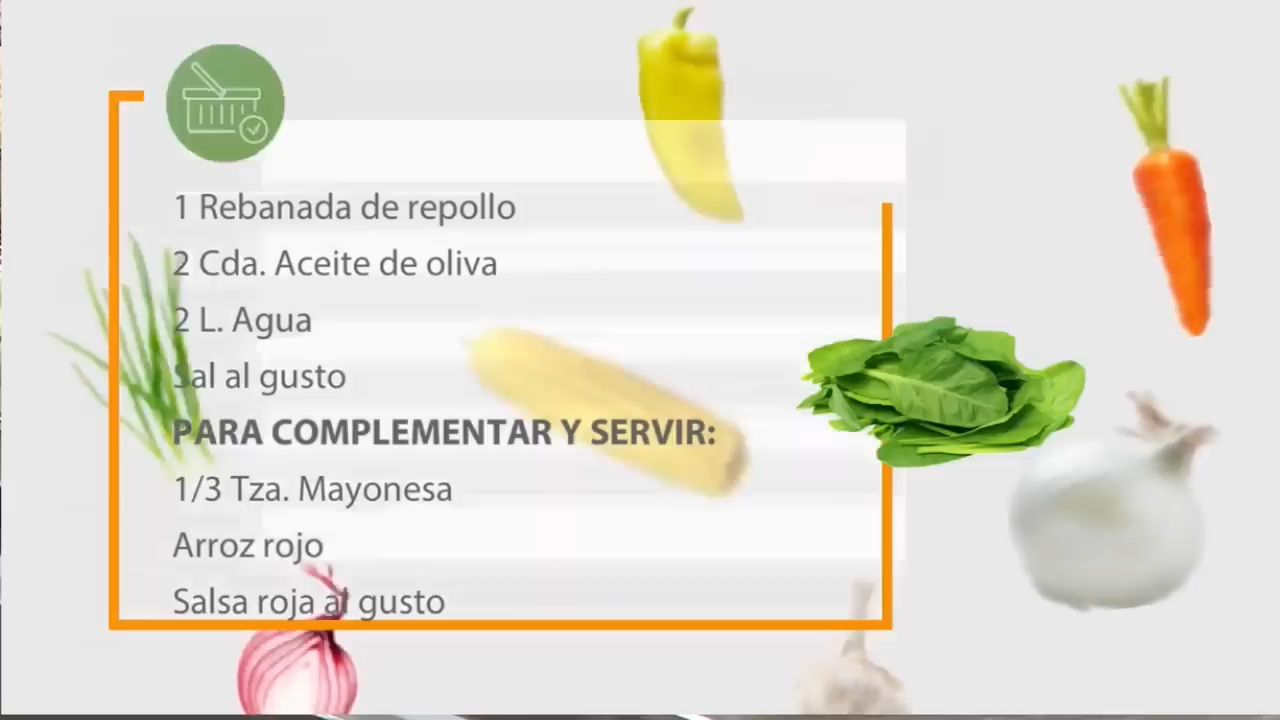 1 Rebanada de repollo
2 Cda. Aceite de oliva
2 L. Agua
Sal al gusto
PARA COMPLEMENTAR Y SERVIR:
1/3 Tza. Mayonesa
Arroz rojo
Salsa roja al gusto